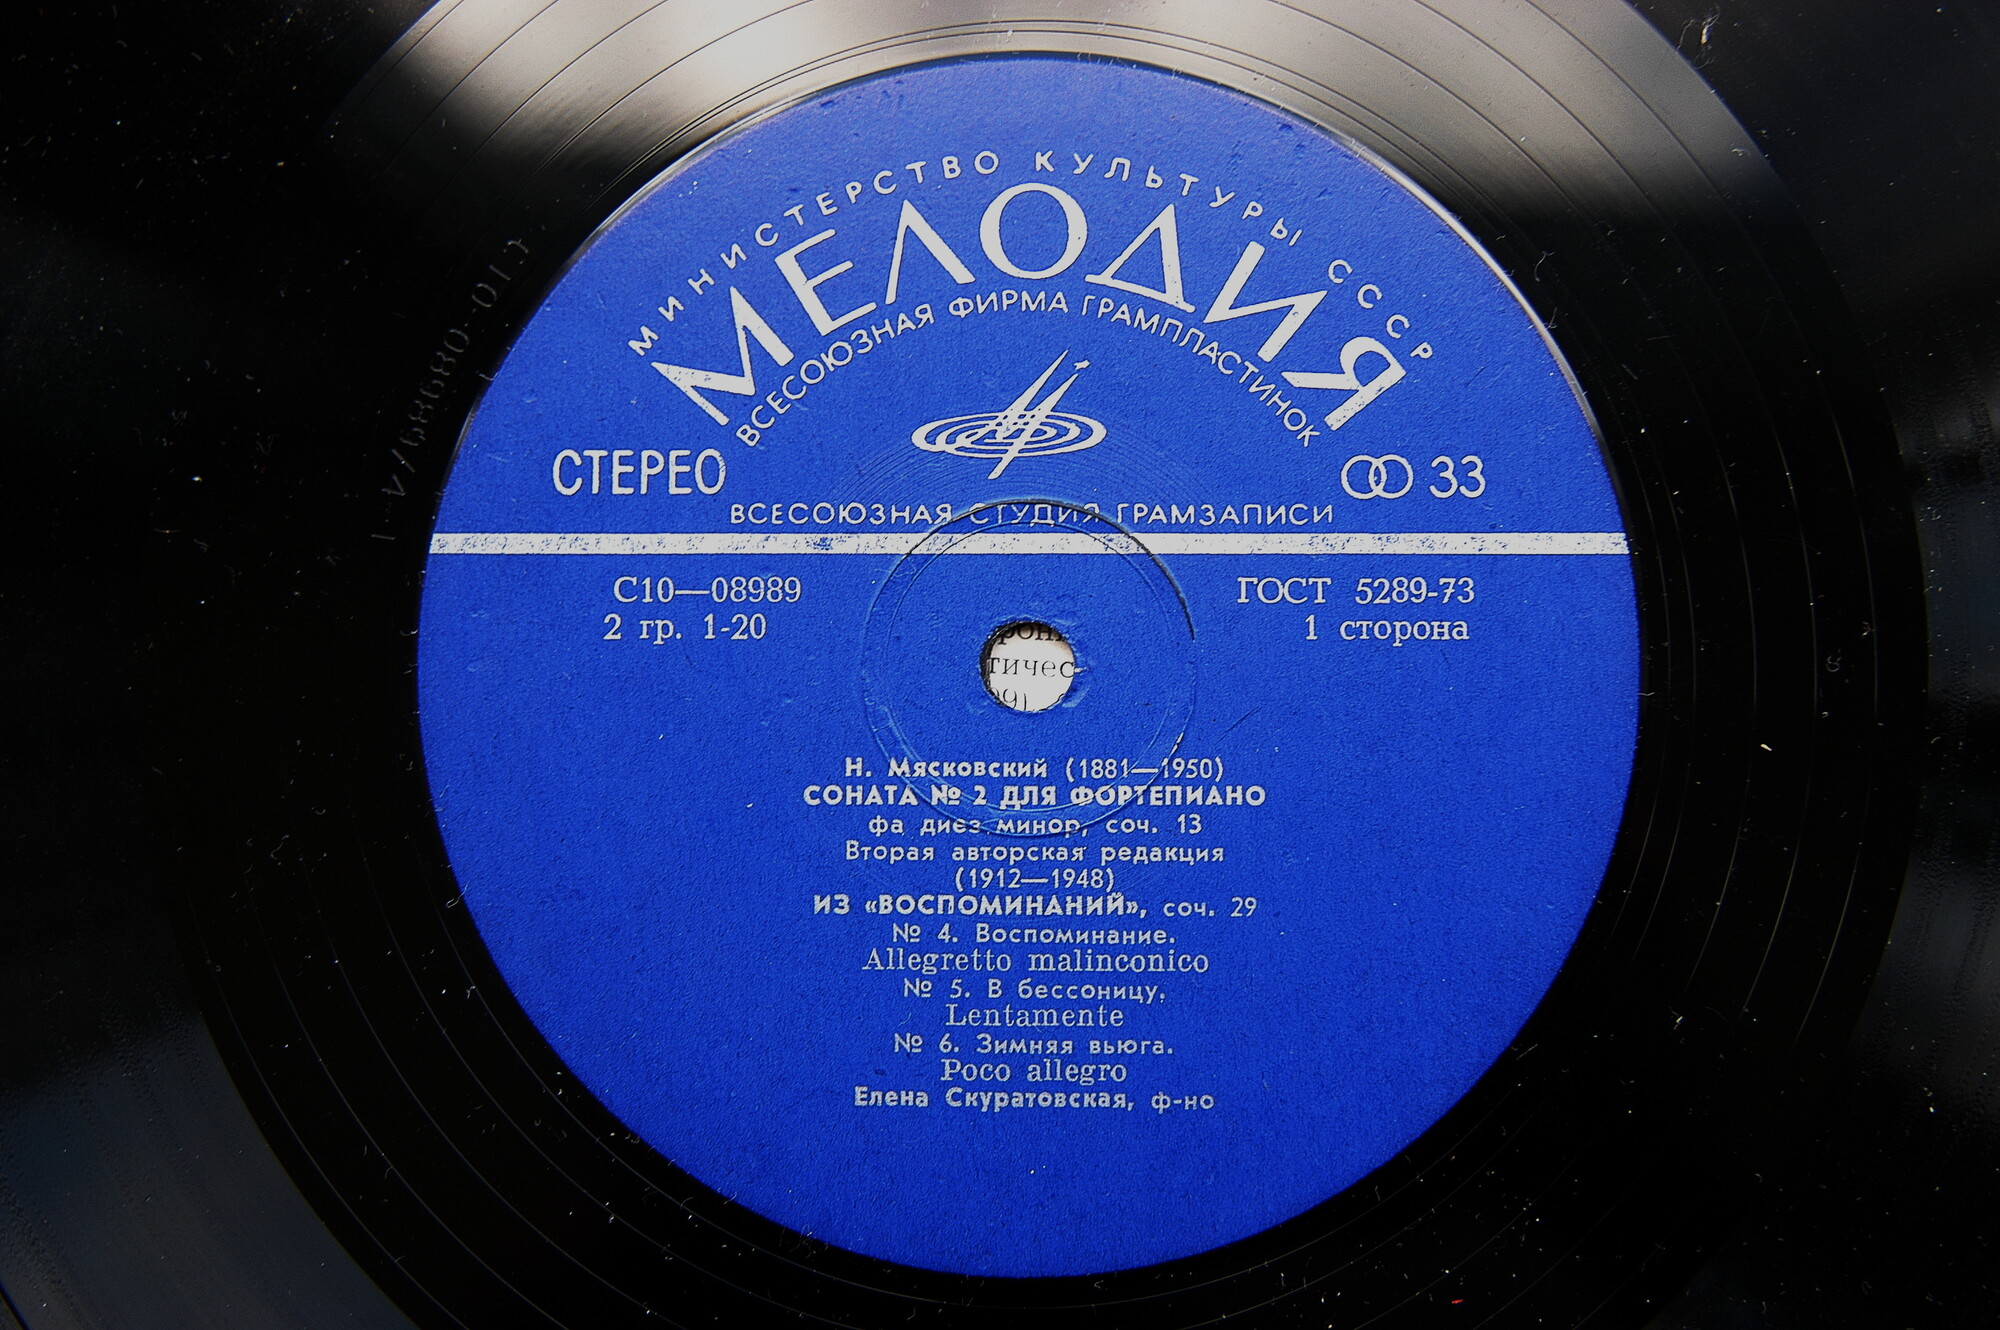 МИНИСТЕРСТВО КУЛЬТУРЫ СССР
МЕЛОДИЯ
ВСЕСОЮЗНАЯ ФИРМА ГРАМПЛАСТИНОК
СТЕРЕО
33
ВСЕСОЮЗНАЯ СТУДИЯ ГРАМЗАПИСИ
С10—08989
ГОСТ 5289-73
2 гр. 1-20
1 сторона
тичес
Н. Мясковский (1881—1950)
СОНАТА № 2 ДЛЯ ФОРТЕПИАНО
фа диез минор, соч. 13
Вторая авторская редакция
(1912—1948)
ИЗ «ВОСПОМИНАНИЙ», соч. 29
№ 4. Воспоминание.
Allegretto malinconico
№ 5. В бессоницу.
Lentamente
№ 6. Зимняя вьюга.
Poco allegro
Елена Скуратовская, ф-но